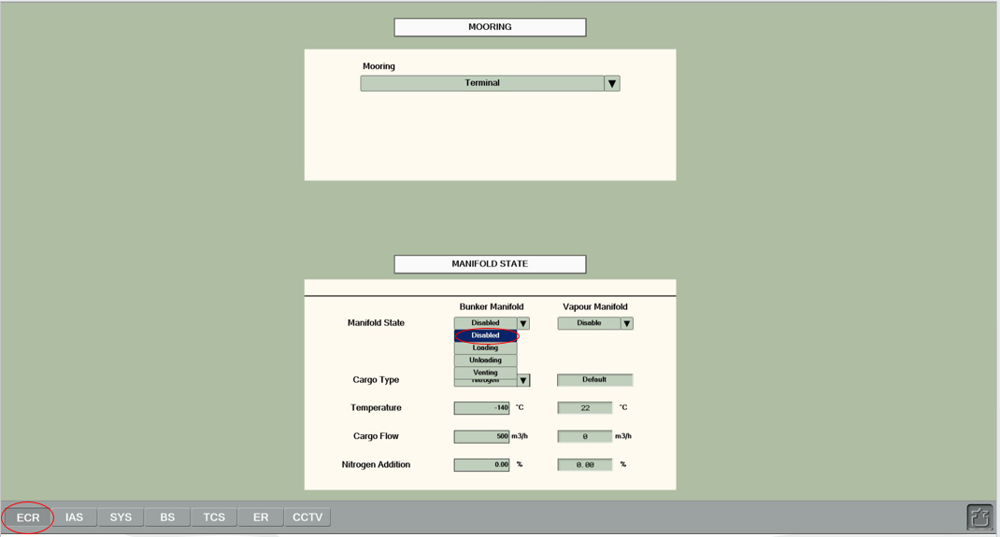 MOORING
Mooring
Terminal
MANIFOLD STATE
Bunker Manifold Vapour Manifold
Manifold State Disabled Disable
Disabled
Loading
Unloading
Venting
Cargo Type Nitrogen Default
Temperature -140 °C 22 °C
Cargo Flow 500 m3/h 0 m3/h
Nitrogen Addition 0.00 % 0.00 %
ECR IAS SYS BS TCS ER CCTV